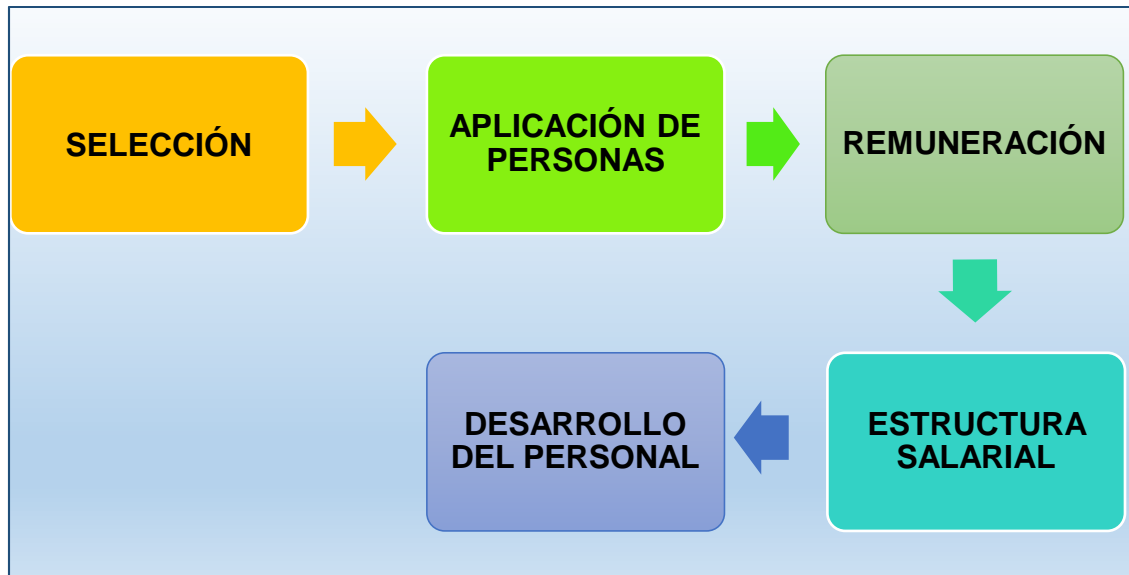 SELECCIÓN
APLICACIÓN DE
PERSONAS
REMUNERACIÓN
ESTRUCTURA
SALARIAL
DESARROLLO
DEL PERSONAL